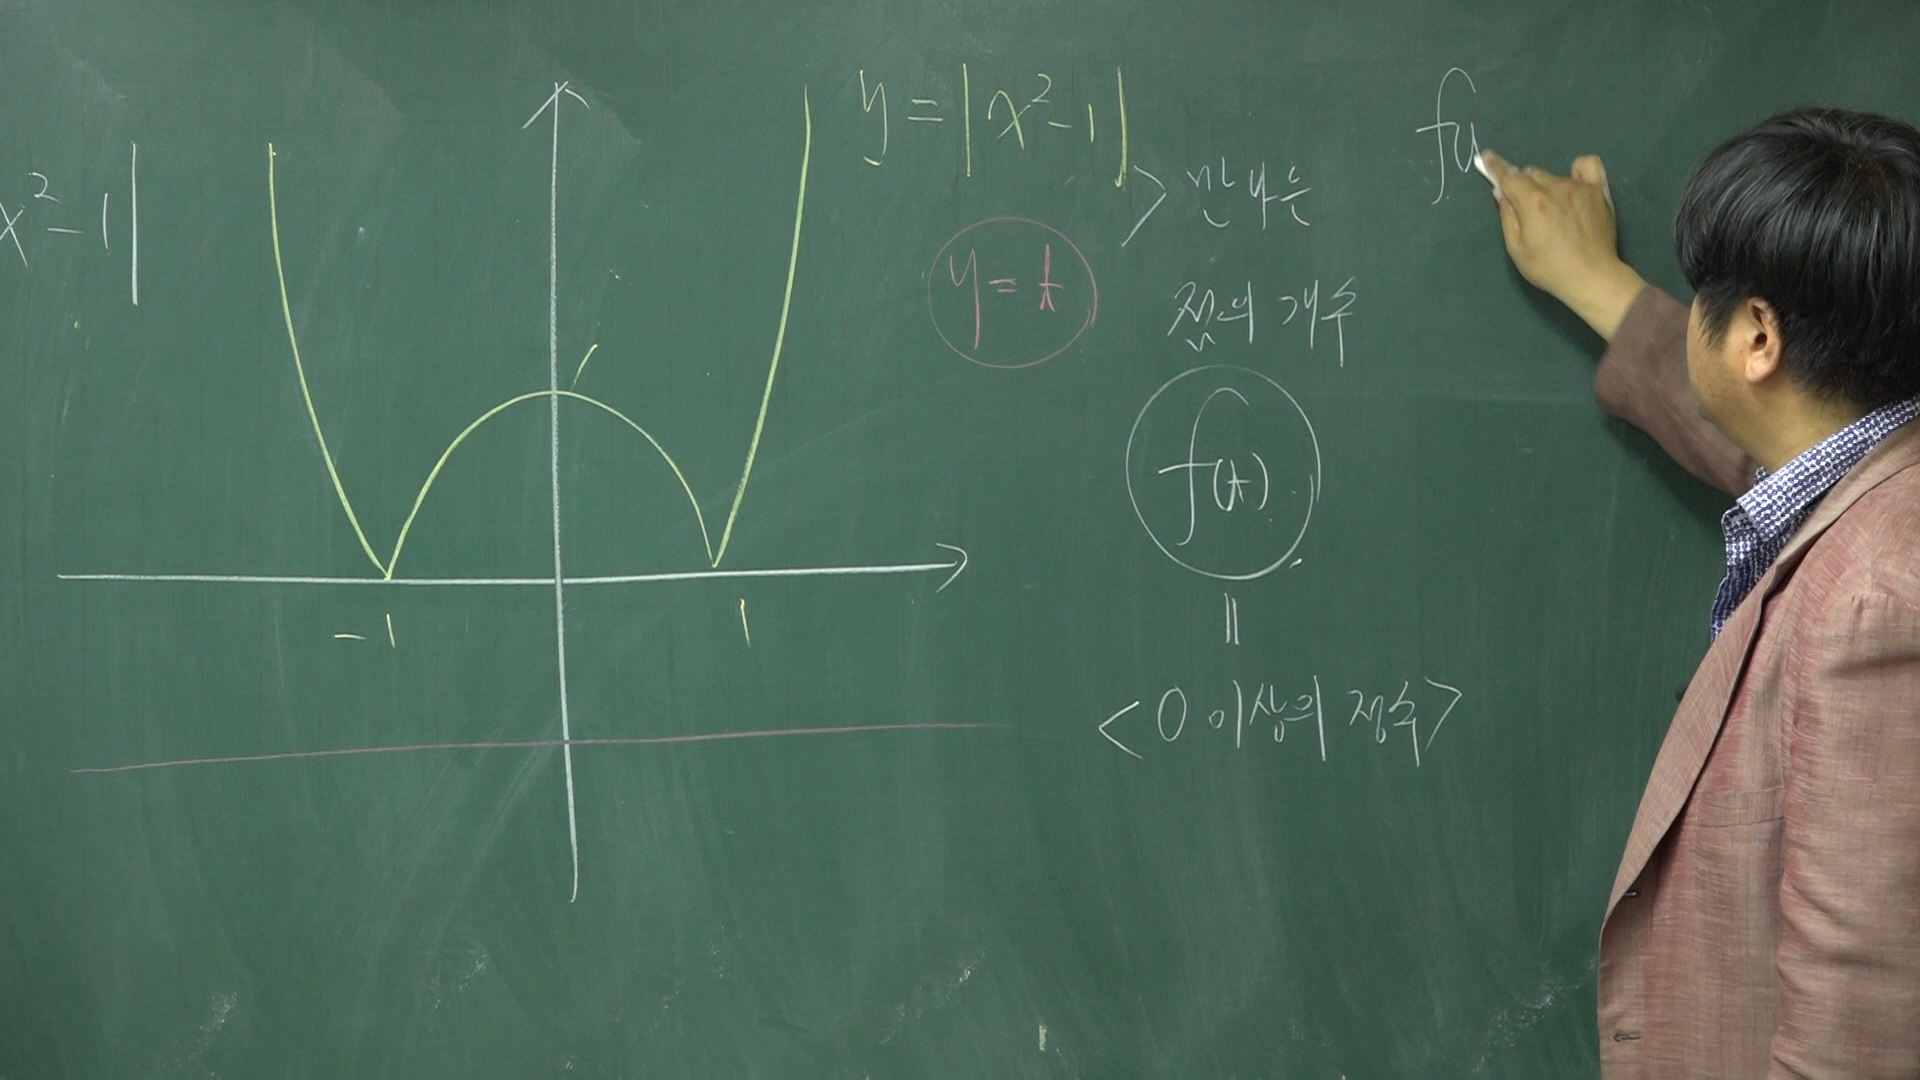 x²-1|
y=|x²-1|
> 만나는
y=t
점의 개수
f(t)
=
<0 이상의 정수>
f(
1
-1
1